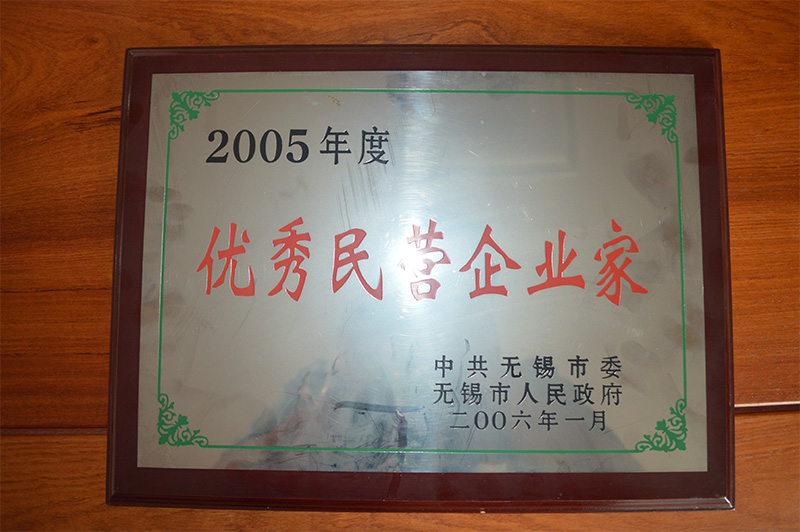 2005年度
优秀民营企业家
中共无锡市委
无锡市人民政府
二〇〇六年一月